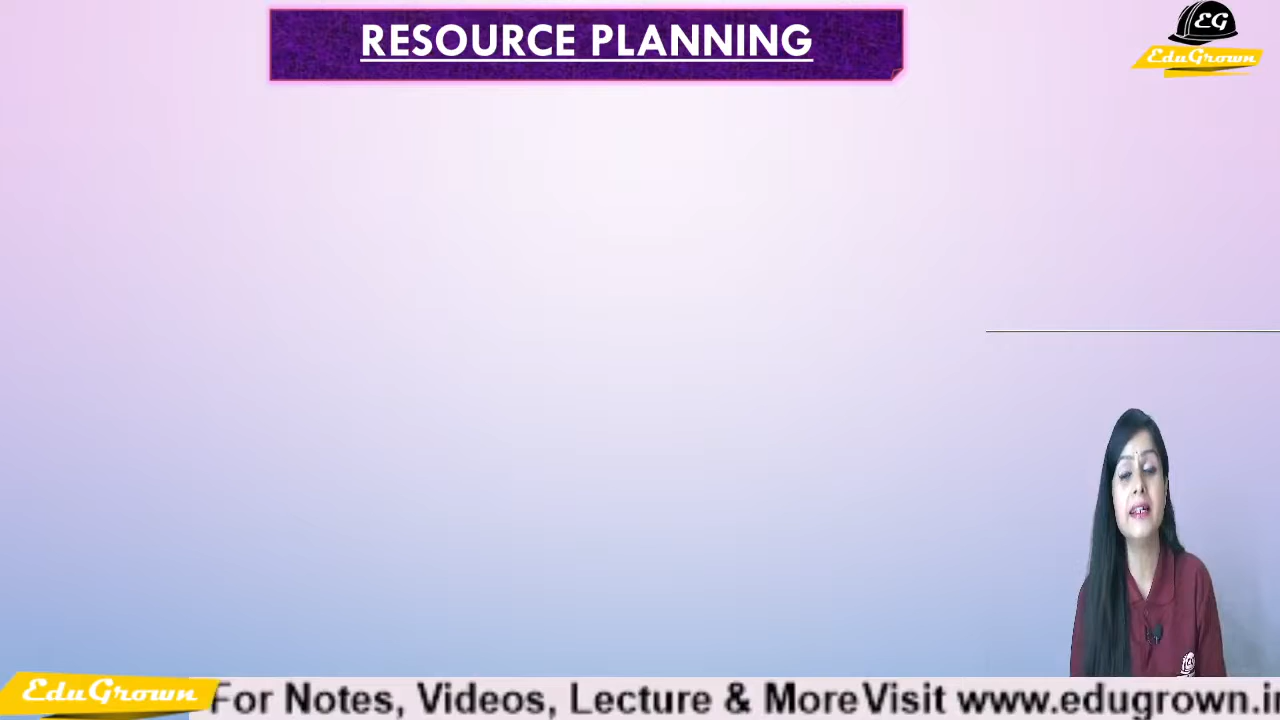 RESOURCE PLANNING
EG
EduGrown
EduGrown
For Notes, Videos, Lecture & More Visit www.edugrown.i